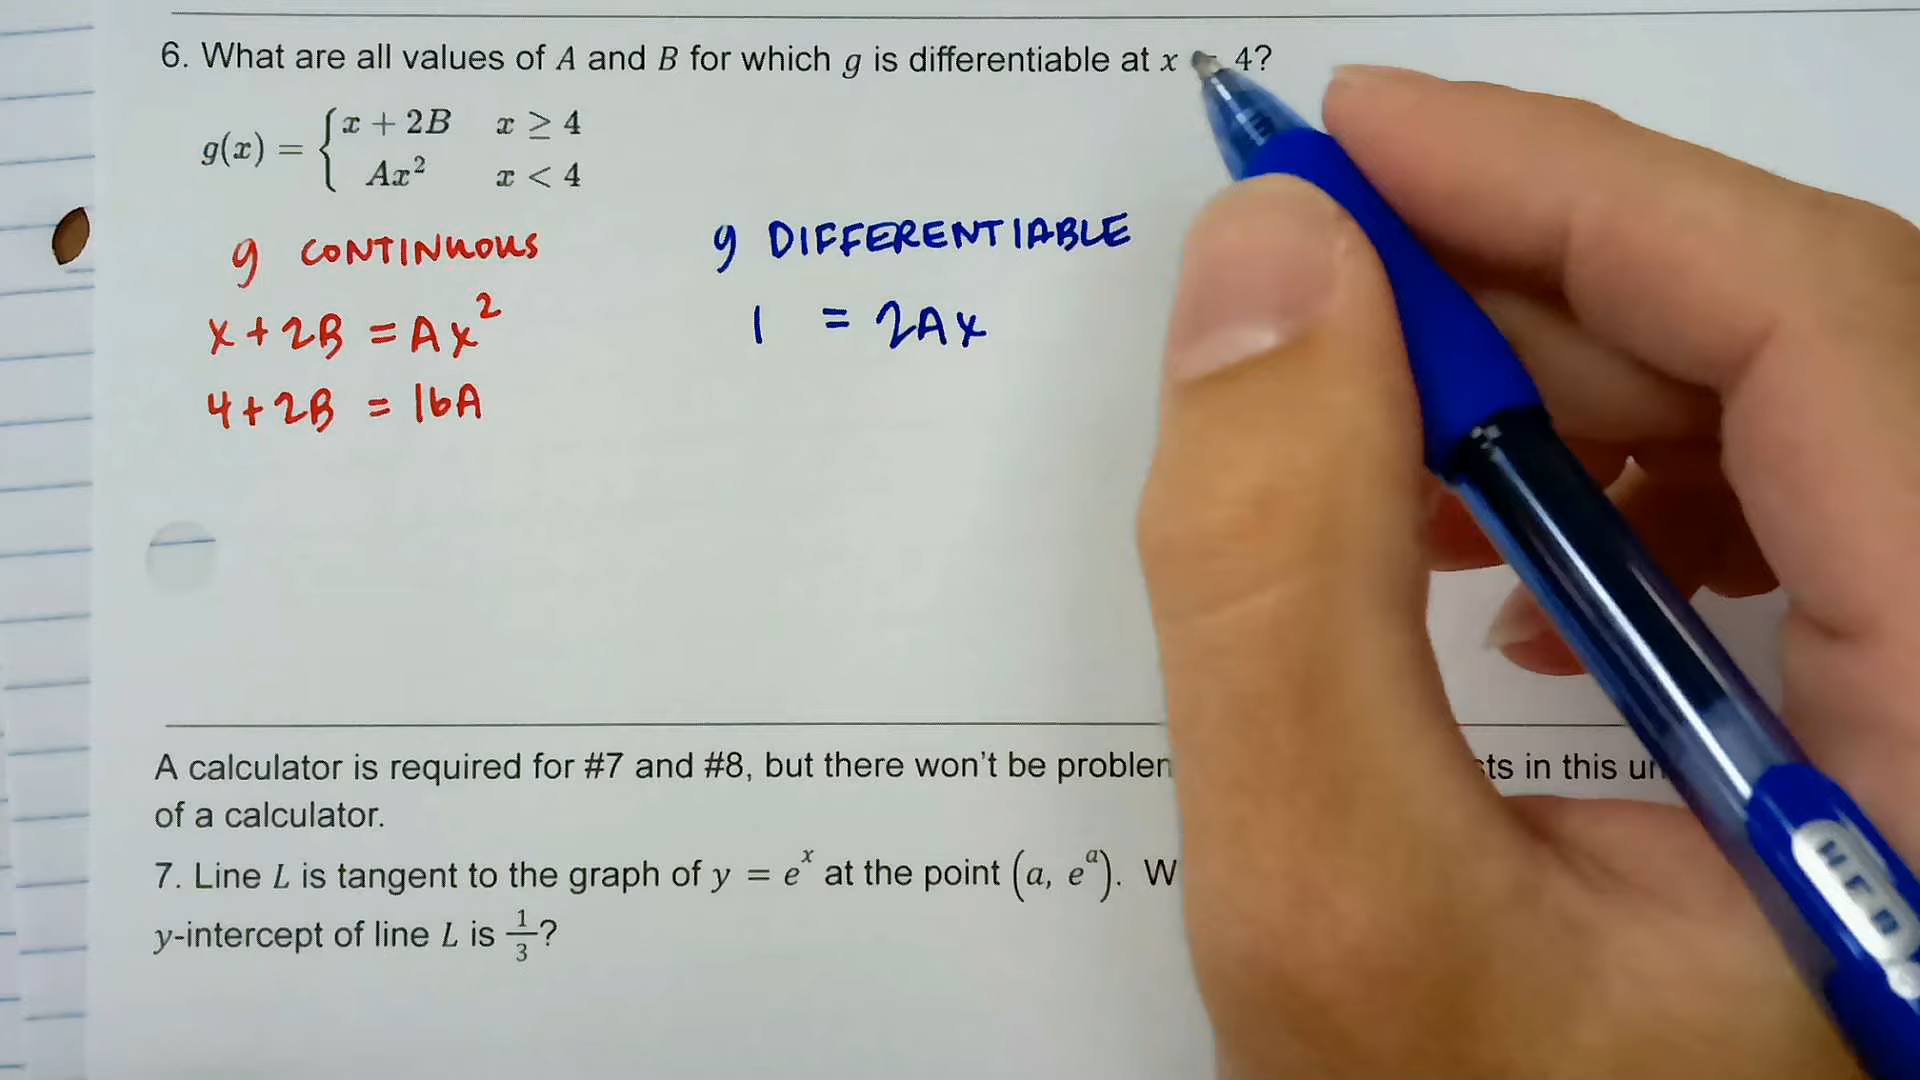 6. What are all values of A and B for which g is differentiable at x = 4?
g(x) = { x + 2B x ≥ 4
Ax² x < 4
g CONTINUOUS
x + 2B = Ax²
4 + 2B = 16A
g DIFFERENTIABLE
1 = 2Ax
A calculator is required for #7 and #8, but there won't be in this
of a calculator.
7. Line L is tangent to the graph of y = eˣ at the point (a, eᵃ).
y-intercept of line L is 1/3?